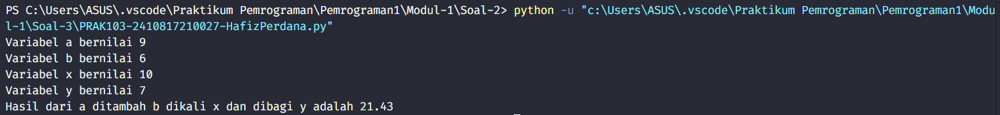 PS C:\Users\ASUS\.vscode\Praktikum Pemrograman\Pemrograman1\Modul-1\Soal-2> python -u "c:\Users\ASUS\.vscode\Praktikum Pemrograman\Pemrograman1\Modu
l-1\Soal-3\PRAK103-2410817210027-HafizPerdana.py"
Variabel a bernilai 9
Variabel b bernilai 6
Variabel x bernilai 10
Variabel y bernilai 7
Hasil dari a ditambah b dikali x dan dibagi y adalah 21.43